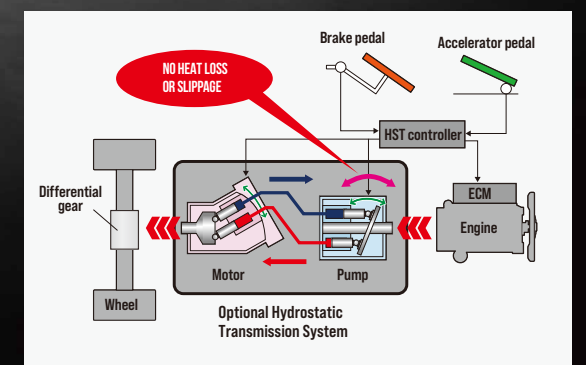 Brake pedal
Accelerator pedal
NO HEAT LOSS
OR SLIPPAGE
HST controller
ECM
Engine
Differential
gear
Motor
Pump
Wheel
Optional Hydrostatic
Transmission System